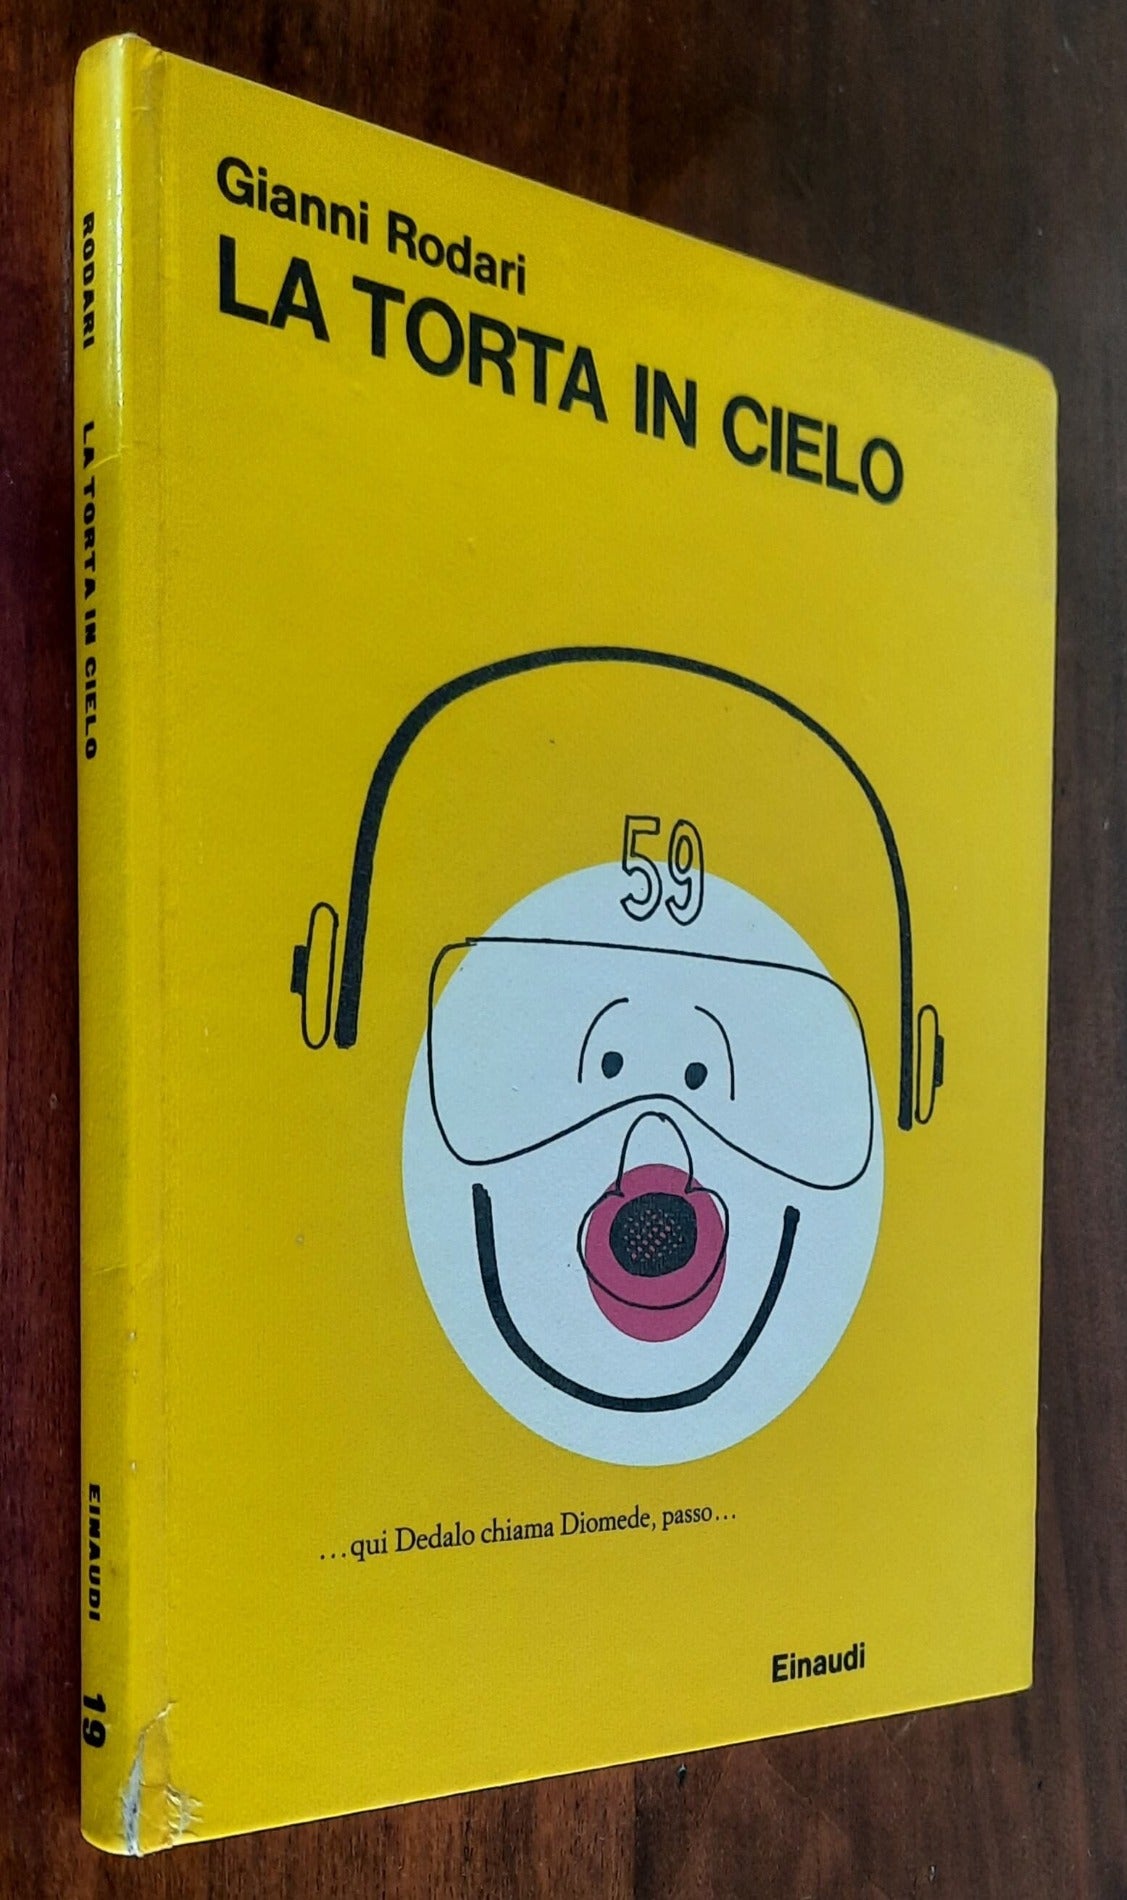 Gianni Rodari
LA TORTA IN CIELO
59
...qui Dedalo chiama Diomede, passo...
Einaudi
RODARI LA TORTA IN CIELO EINAUDI 19